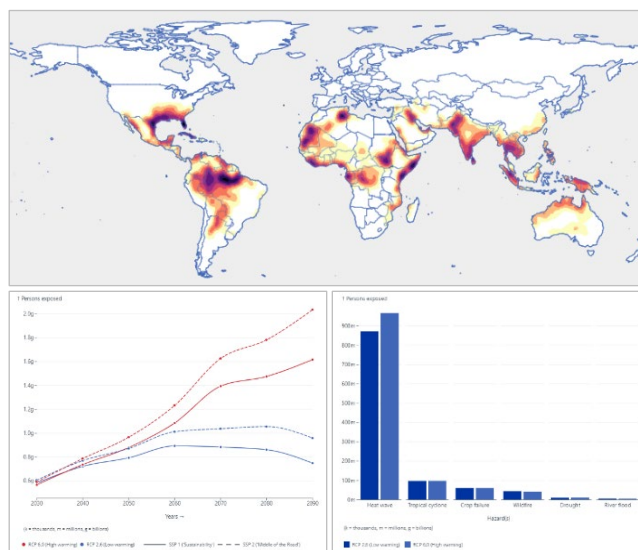 ↑ Persons exposed
2.0g
1.8g
1.6g
1.4g
1.2g
1.0g
0.8g
0.6g
2020 2040 2050 2060 2070 2080 2090
Years →
(k = thousands, m = millions, g = billions)
RCP 6.0 (High warming) RCP 2.6 (Low warming) SSP 1 ('Sustainability') SSP 2 ('Middle of the Road')
↑ Persons exposed
900m
800m
700m
600m
500m
400m
300m
200m
100m
0m
Heat wave Tropical cyclone Crop failure Wildfire Drought River flood
Hazard(s)
(k = thousands, m = millions, g = billions)
RCP 2.6 (Low warming) RCP 6.0 (High warming)